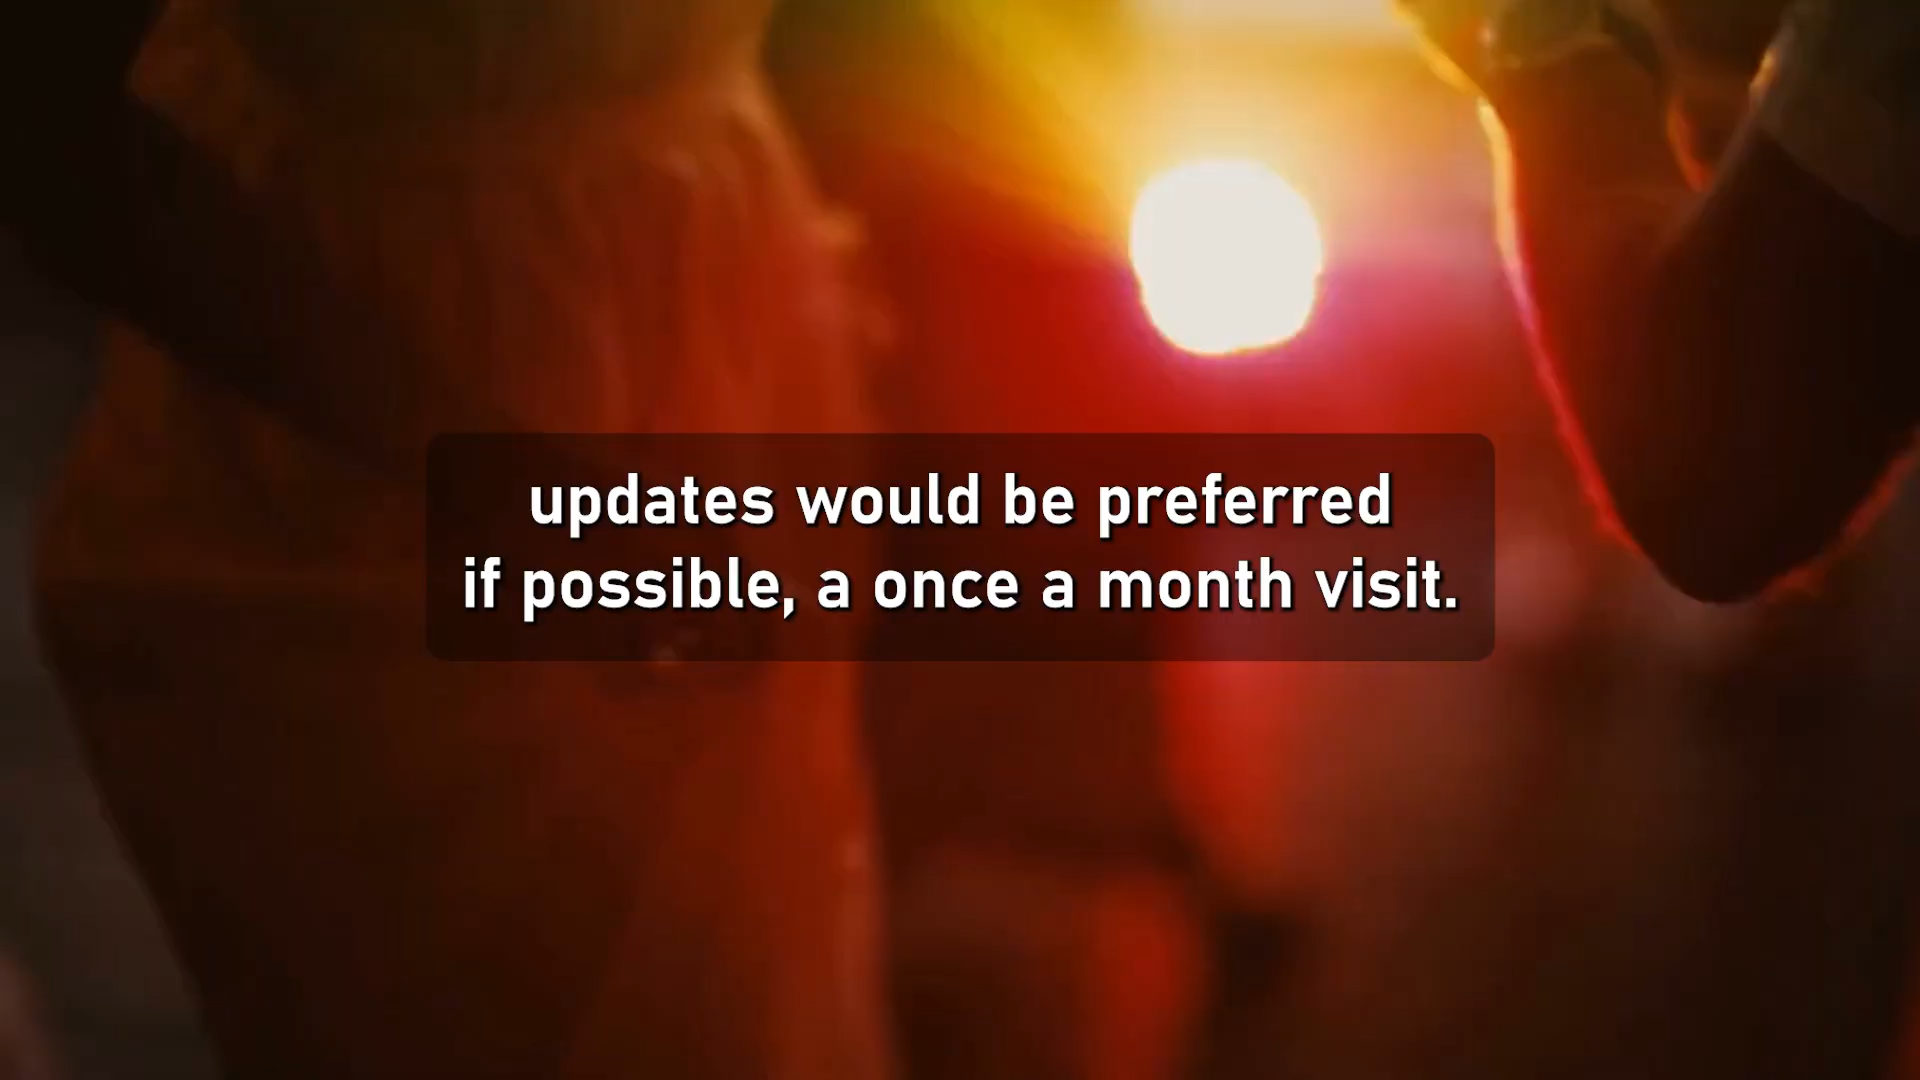 updates would be preferred
if possible, a once a month visit.